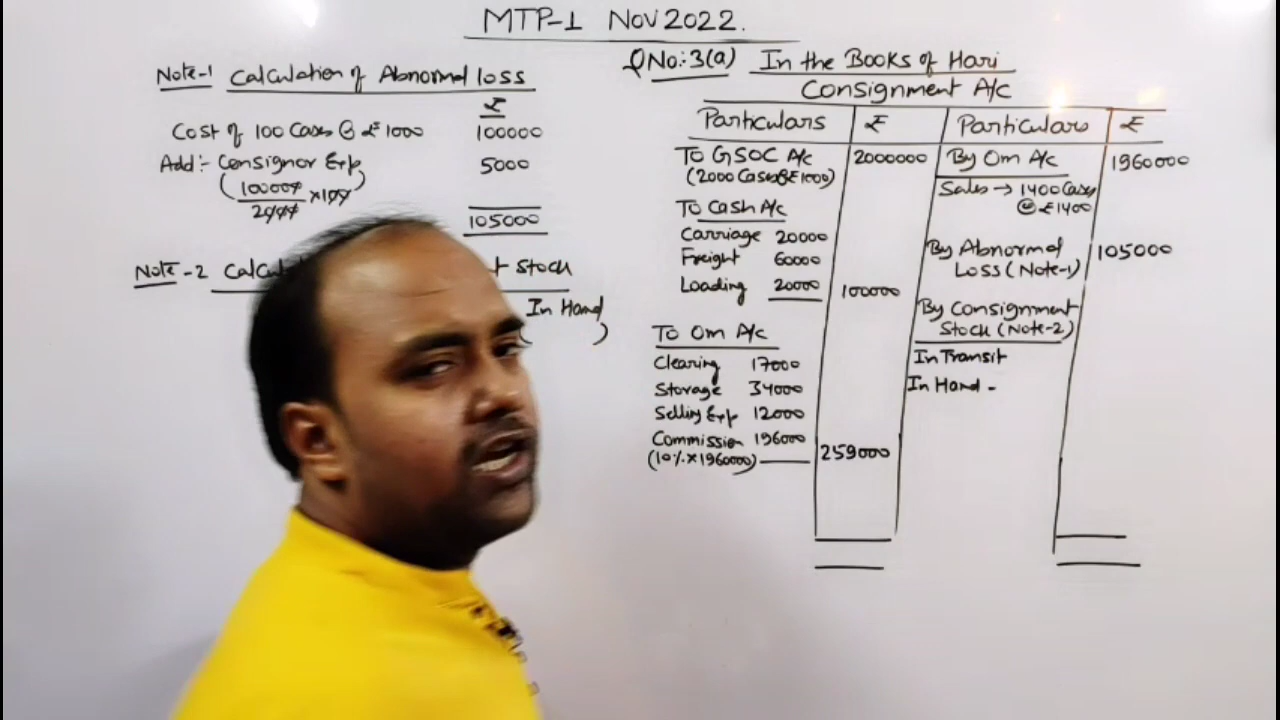 MTP-1 Nov 2022.
Note-1 Calculation of Abnormal loss
₹
Cost of 100 Cases @ ₹ 1000 100000
Add:- Consignor Exp 5000
(100000/2000 × 100)
105000
Note-2 Stock
In Hand
( )
QNo:-3(a) In the Books of Hari
Consignment A/c
Particulars ₹ Particulars ₹
To GSOC A/c 2000000 By Om A/c 1960000
(2000 Cases@₹1000) Sales → 1400 Cases
@ ₹1400
To Cash A/c
Carriage 20000 By Abnormal 105000
Freight 60000 Loss (Note-1)
Loading 20000 100000
By Consignment
To Om A/c Stock (Note-2)
Clearing 17000 In Transit
Storage 34000 In Hand -
Selling Exp 12000
Commission 196000 259000
(10% × 1960000)